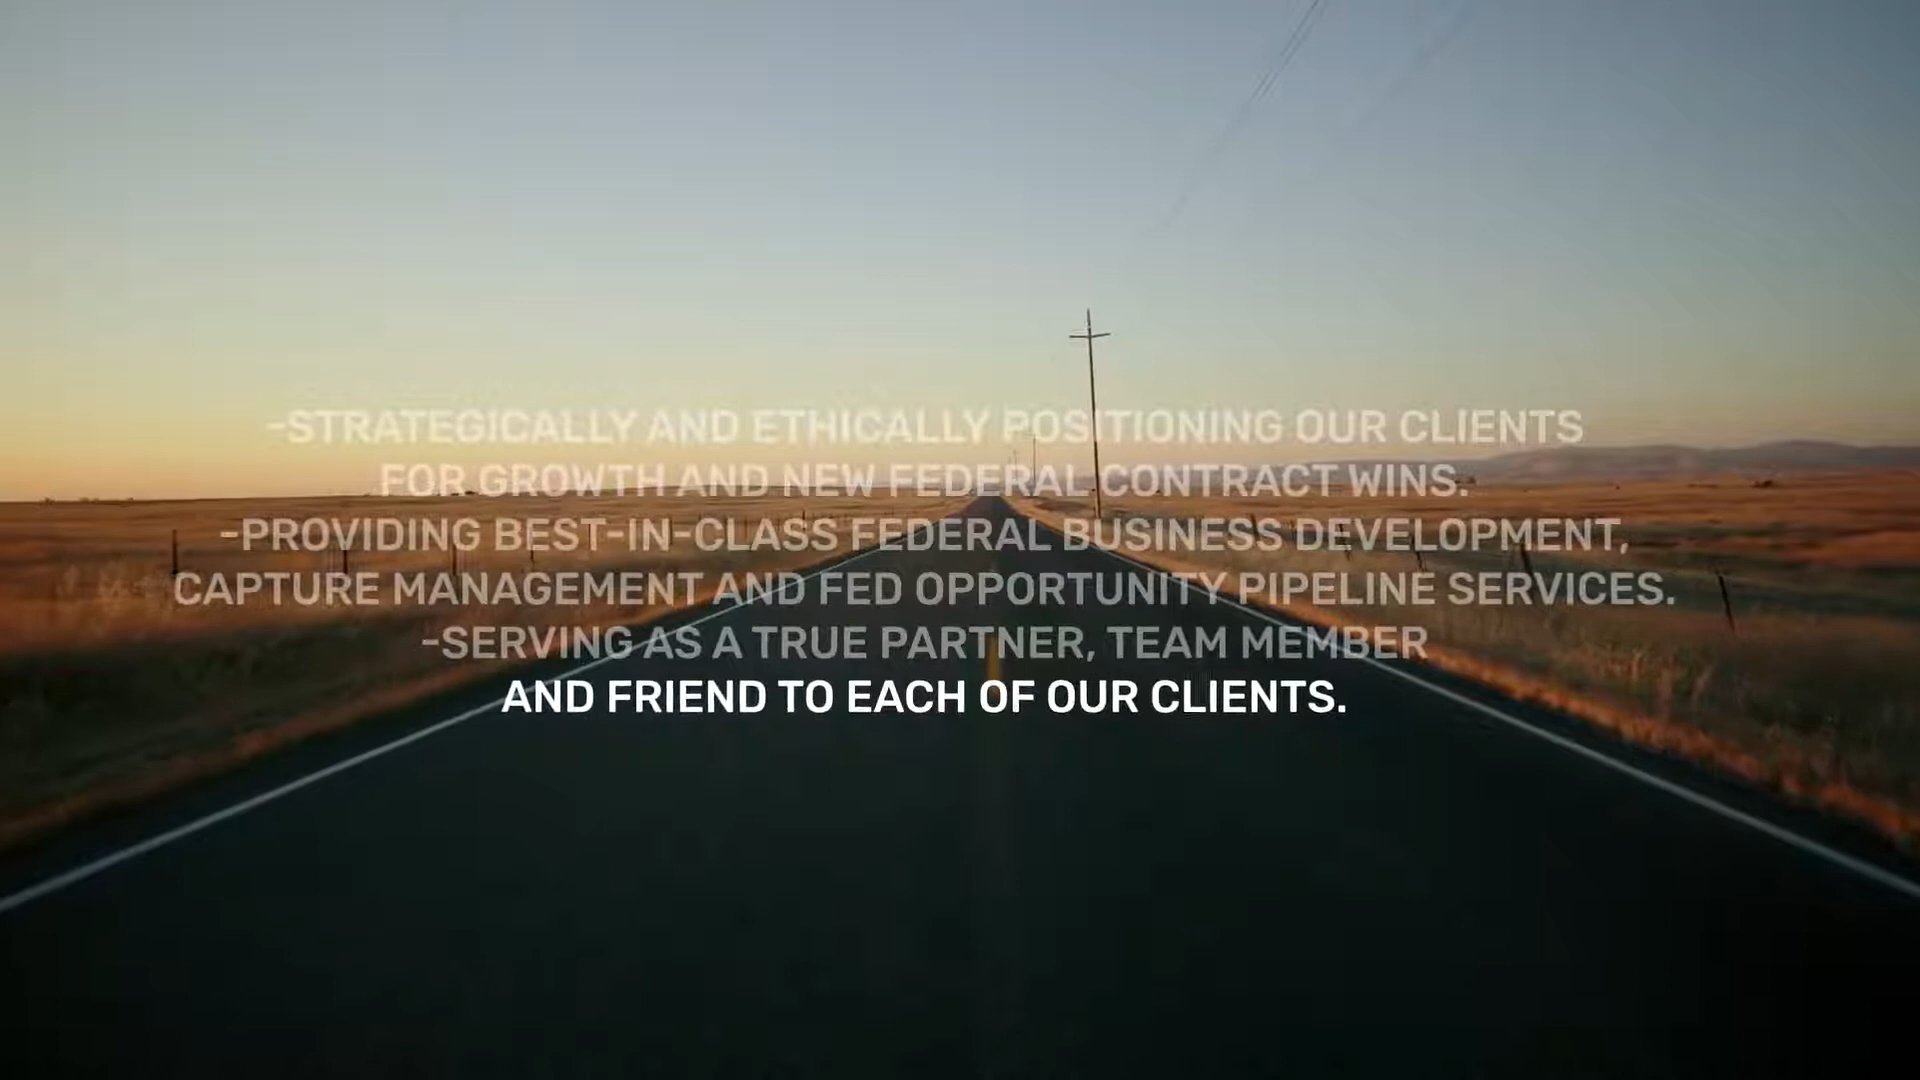 -STRATEGICALLY AND ETHICALLY POSITIONING OUR CLIENTS
FOR GROWTH AND NEW FEDERAL CONTRACT WINS.
-PROVIDING BEST-IN-CLASS FEDERAL BUSINESS DEVELOPMENT,
CAPTURE MANAGEMENT AND FED OPPORTUNITY PIPELINE SERVICES.
-SERVING AS A TRUE PARTNER, TEAM MEMBER
AND FRIEND TO EACH OF OUR CLIENTS.